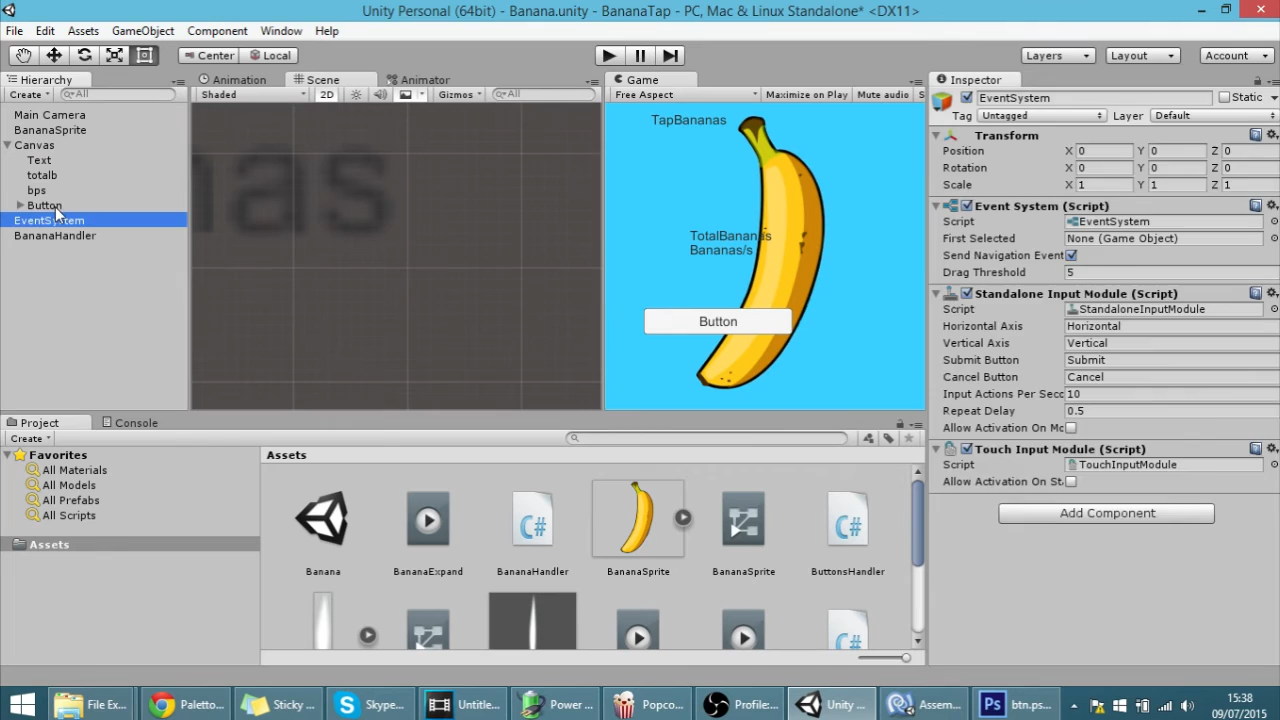 Unity Personal (64bit) - Banana.unity - BananaTap - PC, Mac & Linux Standalone* <DX11>
File Edit Assets GameObject Component Window Help
Center Local Layers Layout Account
Hierarchy Animation Scene Animator Game Inspector
Create All Shaded 2D Gizmos All Free Aspect Maximize on Play Mute audio S
EventSystem Static
Tag Untagged Layer Default
Main Camera
BananaSprite
Canvas
Text
totalb
bps
Button
EventSystem
BananaHandler
anas
TapBananas
TotalBananas
Bananas/s
Button
Transform
Position X 0 Y 0 Z 0
Rotation X 0 Y 0 Z 0
Scale X 1 Y 1 Z 1
Event System (Script)
Script EventSystem
First Selected None (Game Object)
Send Navigation Event
Drag Threshold 5
Standalone Input Module (Script)
Script StandaloneInputModule
Horizontal Axis Horizontal
Vertical Axis Vertical
Submit Button Submit
Cancel Button Cancel
Input Actions Per Seco 10
Repeat Delay 0.5
Allow Activation On Mo
Touch Input Module (Script)
Script TouchInputModule
Allow Activation On St
Add Component
Project Console
Create
Favorites
All Materials
All Models
All Prefabs
All Scripts
Assets
Assets
Banana BananaExpand BananaHandler BananaSprite BananaSprite ButtonsHandler
C# C#
C#
File Ex... Paletto... Sticky ... Skype... Untitle... Power ... Popco... Profile:... Unity ... Assem... btn.ps...
15:38
09/07/2015